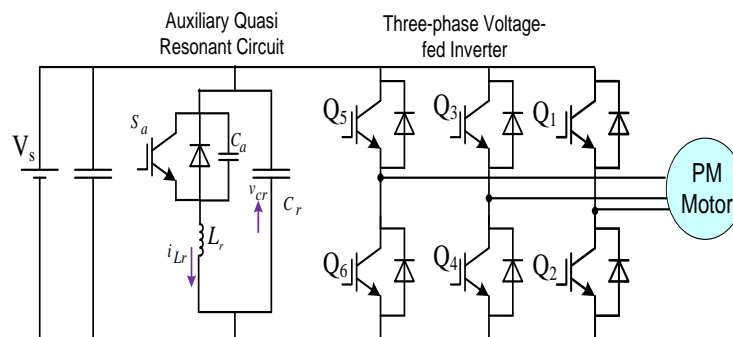 Auxiliary Quasi
Resonant Circuit
Three-phase Voltage-
fed Inverter
Vs
Sa
Ca
vcr
Cr
Lr
iLr
Q5
Q3
Q1
Q6
Q4
Q2
PM
Motor